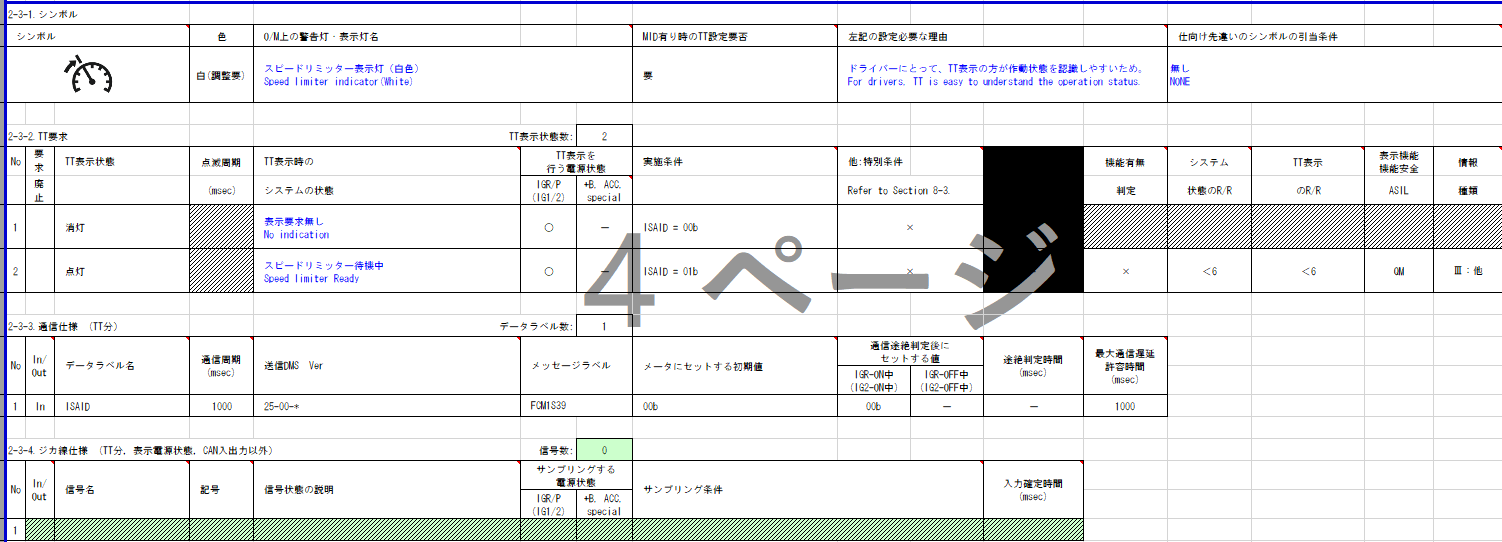 2-3-1.シンボル
シンボル 色 O/M上の警告灯・表示灯名 MID有り時のTT設定要否 左記の設定必要な理由 仕向け先違いのシンボルの引当条件
白(調整要) スピードリミッター表示灯（白色） 要 ドライバーにとって、TT表示の方が作動状態を認識しやすいため。 無し
Speed limiter indicator(White) For drivers, TT is easy to understand the operation status. NONE
2-3-2.TT要求 TT表示状態数: 2
No 要求 TT表示状態 点滅周期 TT表示時の TT表示を 実施条件 他:特別条件 機能有無 システム TT表示 表示機能 情報
行う電源状態 機能安全
廃止 (msec) システムの状態 IGR/P +B, ACC, Refer to Section 8-3. 判定 状態のR/R のR/R ASIL 種類
(IG1/2) special
1 消灯 表示要求無し ○ － ISAID = 00b ×
No indication
2 点灯 スピードリミッター待機中 ○ － ISAID = 01b × × <6 <6 QM Ⅲ：他
Speed limiter Ready
4 ページ
2-3-3.通信仕様 （TT分） データラベル数: 1
No In/ データラベル名 通信周期 送信DMS Ver メッセージラベル メータにセットする初期値 通信途絶判定後に 途絶判定時間 最大通信遅延
Out (msec) セットする値 (msec) 許容時間
IGR-ON中 IGR-OFF中 (msec)
(IG2-ON中) (IG2-OFF中)
1 In ISAID 1000 25-00-* FCM1S39 00b 00b － － 1000
2-3-4.ジカ線仕様 （TT分, 表示電源状態, CAN入出力以外） 信号数: 0
No In/ 信号名 記号 信号状態の説明 サンプリングする サンプリング条件 入力確定時間
Out 電源状態 (msec)
IGR/P +B, ACC,
(IG1/2) special
1